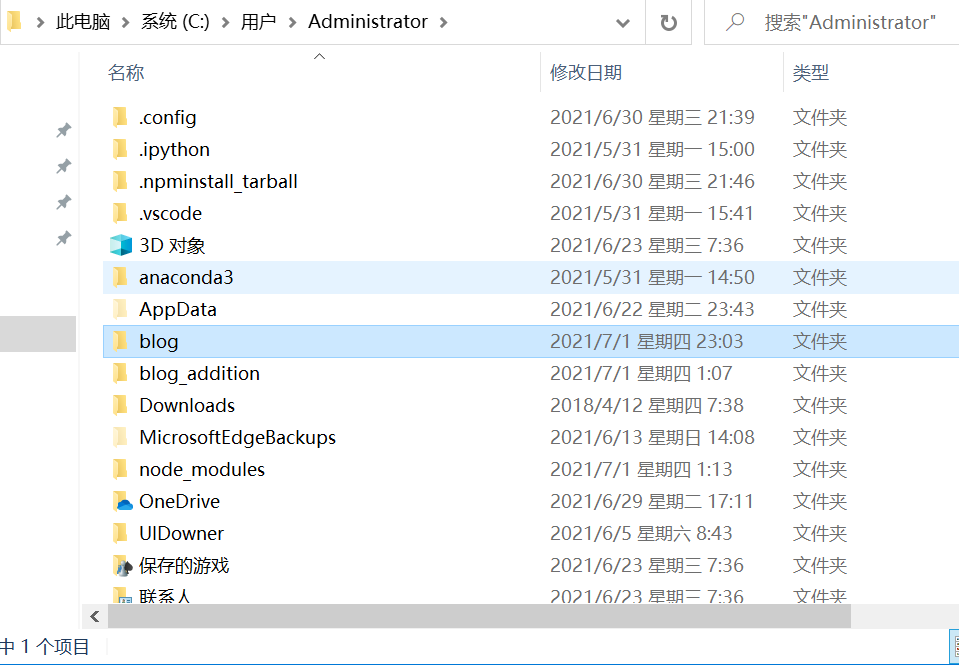 此电脑 系统 (C:) 用户 Administrator 搜索"Administrator"
名称 修改日期 类型
.config 2021/6/30 星期三 21:39 文件夹
.ipython 2021/5/31 星期一 15:00 文件夹
.npminstall_tarball 2021/6/30 星期三 21:46 文件夹
.vscode 2021/5/31 星期一 15:41 文件夹
3D 对象 2021/6/23 星期三 7:36 文件夹
anaconda3 2021/5/31 星期一 14:50 文件夹
AppData 2021/6/22 星期二 23:43 文件夹
blog 2021/7/1 星期四 23:03 文件夹
blog_addition 2021/7/1 星期四 1:07 文件夹
Downloads 2018/4/12 星期四 7:38 文件夹
MicrosoftEdgeBackups 2021/6/13 星期日 14:08 文件夹
node_modules 2021/7/1 星期四 1:13 文件夹
OneDrive 2021/6/29 星期二 17:11 文件夹
UIDowner 2021/6/5 星期六 8:43 文件夹
保存的游戏 2021/6/23 星期三 7:36 文件夹
联系人 2021/6/23 星期三 7:36 文件夹
中 1 个项目